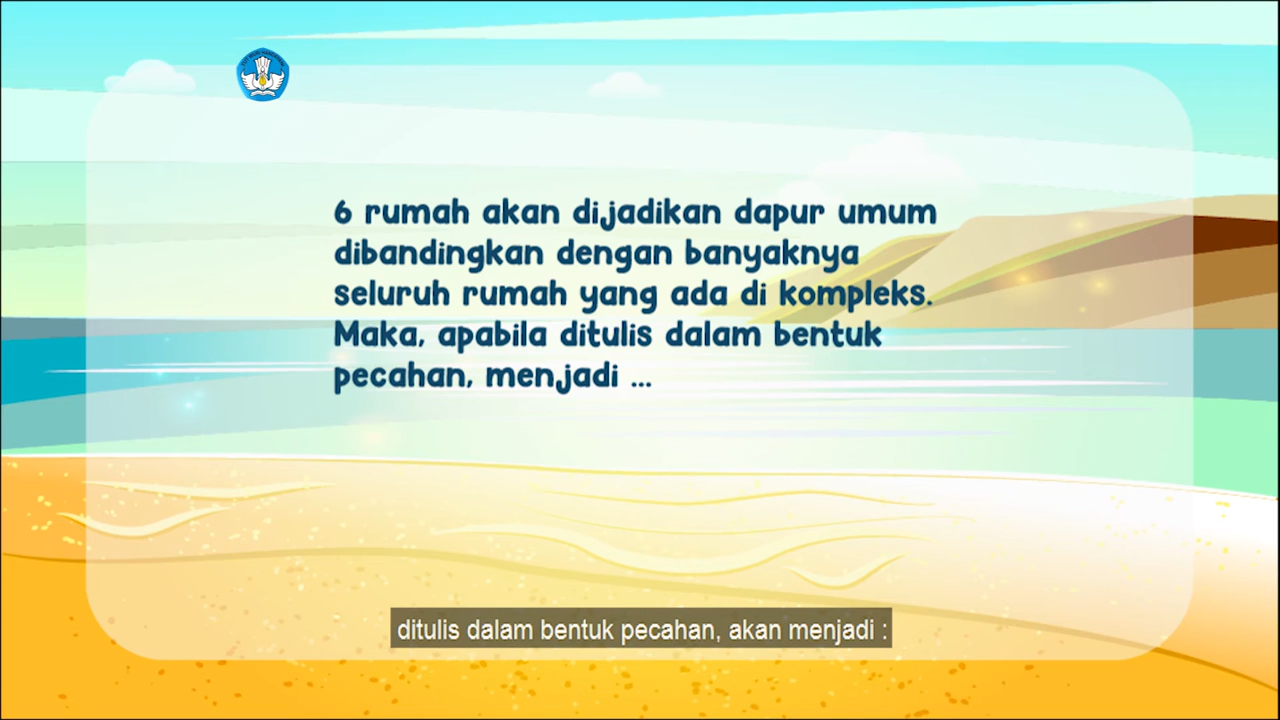 6 rumah akan dijadikan dapur umum
dibandingkan dengan banyaknya
seluruh rumah yang ada di kompleks.
Maka, apabila ditulis dalam bentuk
pecahan, menjadi ...
ditulis dalam bentuk pecahan, akan menjadi :